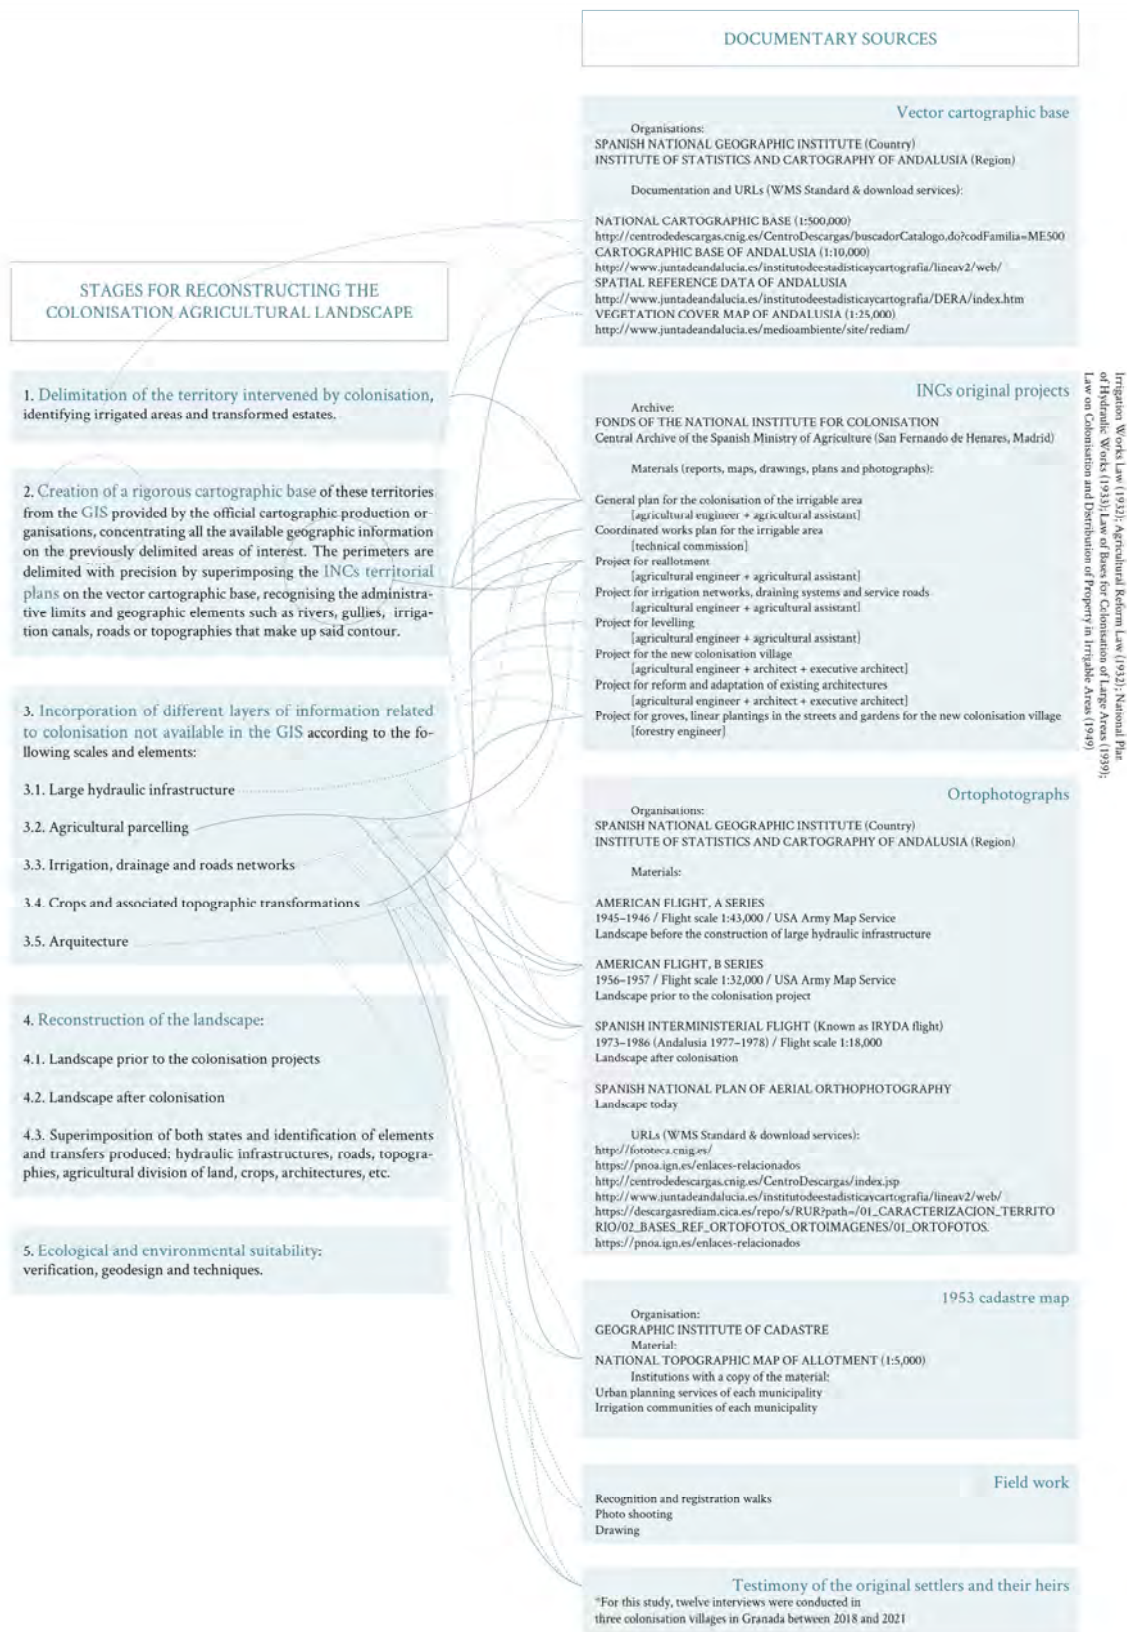 DOCUMENTARY SOURCES
STAGES FOR RECONSTRUCTING THE
COLONISATION AGRICULTURAL LANDSCAPE
1. Delimitation of the territory intervened by colonisation,
identifying irrigated areas and transformed estates.
2. Creation of a rigorous cartographic base of these territories
from the GIS provided by the official cartographic production or-
ganisations, concentrating all the available geographic information
on the previously delimited areas of interest. The perimeters are
delimited with precision by superimposing the INCs territorial
plans on the vector cartographic base, recognising the administra-
tive limits and geographic elements such as rivers, gullies, irriga-
tion canals, roads or topographies that make up said contour.
3. Incorporation of different layers of information related
to colonisation not available in the GIS according to the fo-
llowing scales and elements:
3.1. Large hydraulic infrastructure
3.2. Agricultural parcelling
3.3. Irrigation, drainage and roads networks
3.4. Crops and associated topographic transformations
3.5. Arquitecture
4. Reconstruction of the landscape:
4.1. Landscape prior to the colonisation projects
4.2. Landscape after colonisation
4.3. Superimposition of both states and identification of elements
and transfers produced: hydraulic infrastructures, roads, topogra-
phies, agricultural division of land, crops, architectures, etc.
5. Ecological and environmental suitability:
verification, geodesign and techniques.
Vector cartographic base
Organisations:
SPANISH NATIONAL GEOGRAPHIC INSTITUTE (Country)
INSTITUTE OF STATISTICS AND CARTOGRAPHY OF ANDALUSIA (Region)
Documentation and URLs (WMS Standard & download services):
NATIONAL CARTOGRAPHIC BASE (1:500,000)
http://centrodedescargas.cnig.es/CentroDescargas/buscadorCatalogo.do?codFamilia=ME500
CARTOGRAPHIC BASE OF ANDALUSIA (1:10,000)
http://www.juntadeandalucia.es/institutodeestadisticaycartografia/lineav2/web/
SPATIAL REFERENCE DATA OF ANDALUSIA
http://www.juntadeandalucia.es/institutodeestadisticaycartografia/DERA/index.htm
VEGETATION COVER MAP OF ANDALUSIA (1:25,000)
http://www.juntadeandalucia.es/medioambiente/site/rediam/
INCs original projects
Archive:
FONDS OF THE NATIONAL INSTITUTE FOR COLONISATION
Central Archive of the Spanish Ministry of Agriculture (San Fernando de Henares, Madrid)
Materials (reports, maps, drawings, plans and photographs):
General plan for the colonisation of the irrigable area
[agricultural engineer + agricultural assistant]
Coordinated works plan for the irrigable area
[technical commission]
Project for reallotment
[agricultural engineer + agricultural assistant]
Project for irrigation networks, draining systems and service roads
[agricultural engineer + agricultural assistant]
Project for levelling
[agricultural engineer + agricultural assistant]
Project for the new colonisation village
[agricultural engineer + architect + executive architect]
Project for reform and adaptation of existing architectures
[agricultural engineer + architect + executive architect]
Project for groves, linear plantings in the streets and gardens for the new colonisation village
[forestry engineer]
Irrigation Works Law (1932); Agricultural Reform Law (1932); National Plan
of Hydraulic Works (1933); Law of Bases for Colonisation of Large Areas (1939);
Law on Colonisation and Distribution of Property in Irrigable Areas (1949)
Ortophotographs
Organisations:
SPANISH NATIONAL GEOGRAPHIC INSTITUTE (Country)
INSTITUTE OF STATISTICS AND CARTOGRAPHY OF ANDALUSIA (Region)
Materials:
AMERICAN FLIGHT, A SERIES
1945–1946 / Flight scale 1:43,000 / USA Army Map Service
Landscape before the construction of large hydraulic infrastructure
AMERICAN FLIGHT, B SERIES
1956–1957 / Flight scale 1:32,000 / USA Army Map Service
Landscape prior to the colonisation project
SPANISH INTERMINISTERIAL FLIGHT (Known as IRYDA flight)
1973–1986 (Andalusia 1977–1978) / Flight scale 1:18,000
Landscape after colonisation
SPANISH NATIONAL PLAN OF AERIAL ORTHOPHOTOGRAPHY
Landscape today
URLs (WMS Standard & download services):
http://fototeca.cnig.es/
https://pnoa.ign.es/enlaces-relacionados
http://centrodedescargas.cnig.es/CentroDescargas/index.jsp
http://www.juntadeandalucia.es/institutodeestadisticaycartografia/lineav2/web/
https://descargasrediam.cica.es/repo/s/RUR?path=/01_CARACTERIZACION_TERRITO
RIO/02_BASES_REF_ORTOFOTOS_ORTOIMAGENES/01_ORTOFOTOS.
https://pnoa.ign.es/enlaces-relacionados
1953 cadastre map
Organisation:
GEOGRAPHIC INSTITUTE OF CADASTRE
Material:
NATIONAL TOPOGRAPHIC MAP OF ALLOTMENT (1:5,000)
Institutions with a copy of the material:
Urban planning services of each municipality
Irrigation communities of each municipality
Field work
Recognition and registration walks
Photo shooting
Drawing
Testimony of the original settlers and their heirs
*For this study, twelve interviews were conducted in
three colonisation villages in Granada between 2018 and 2021